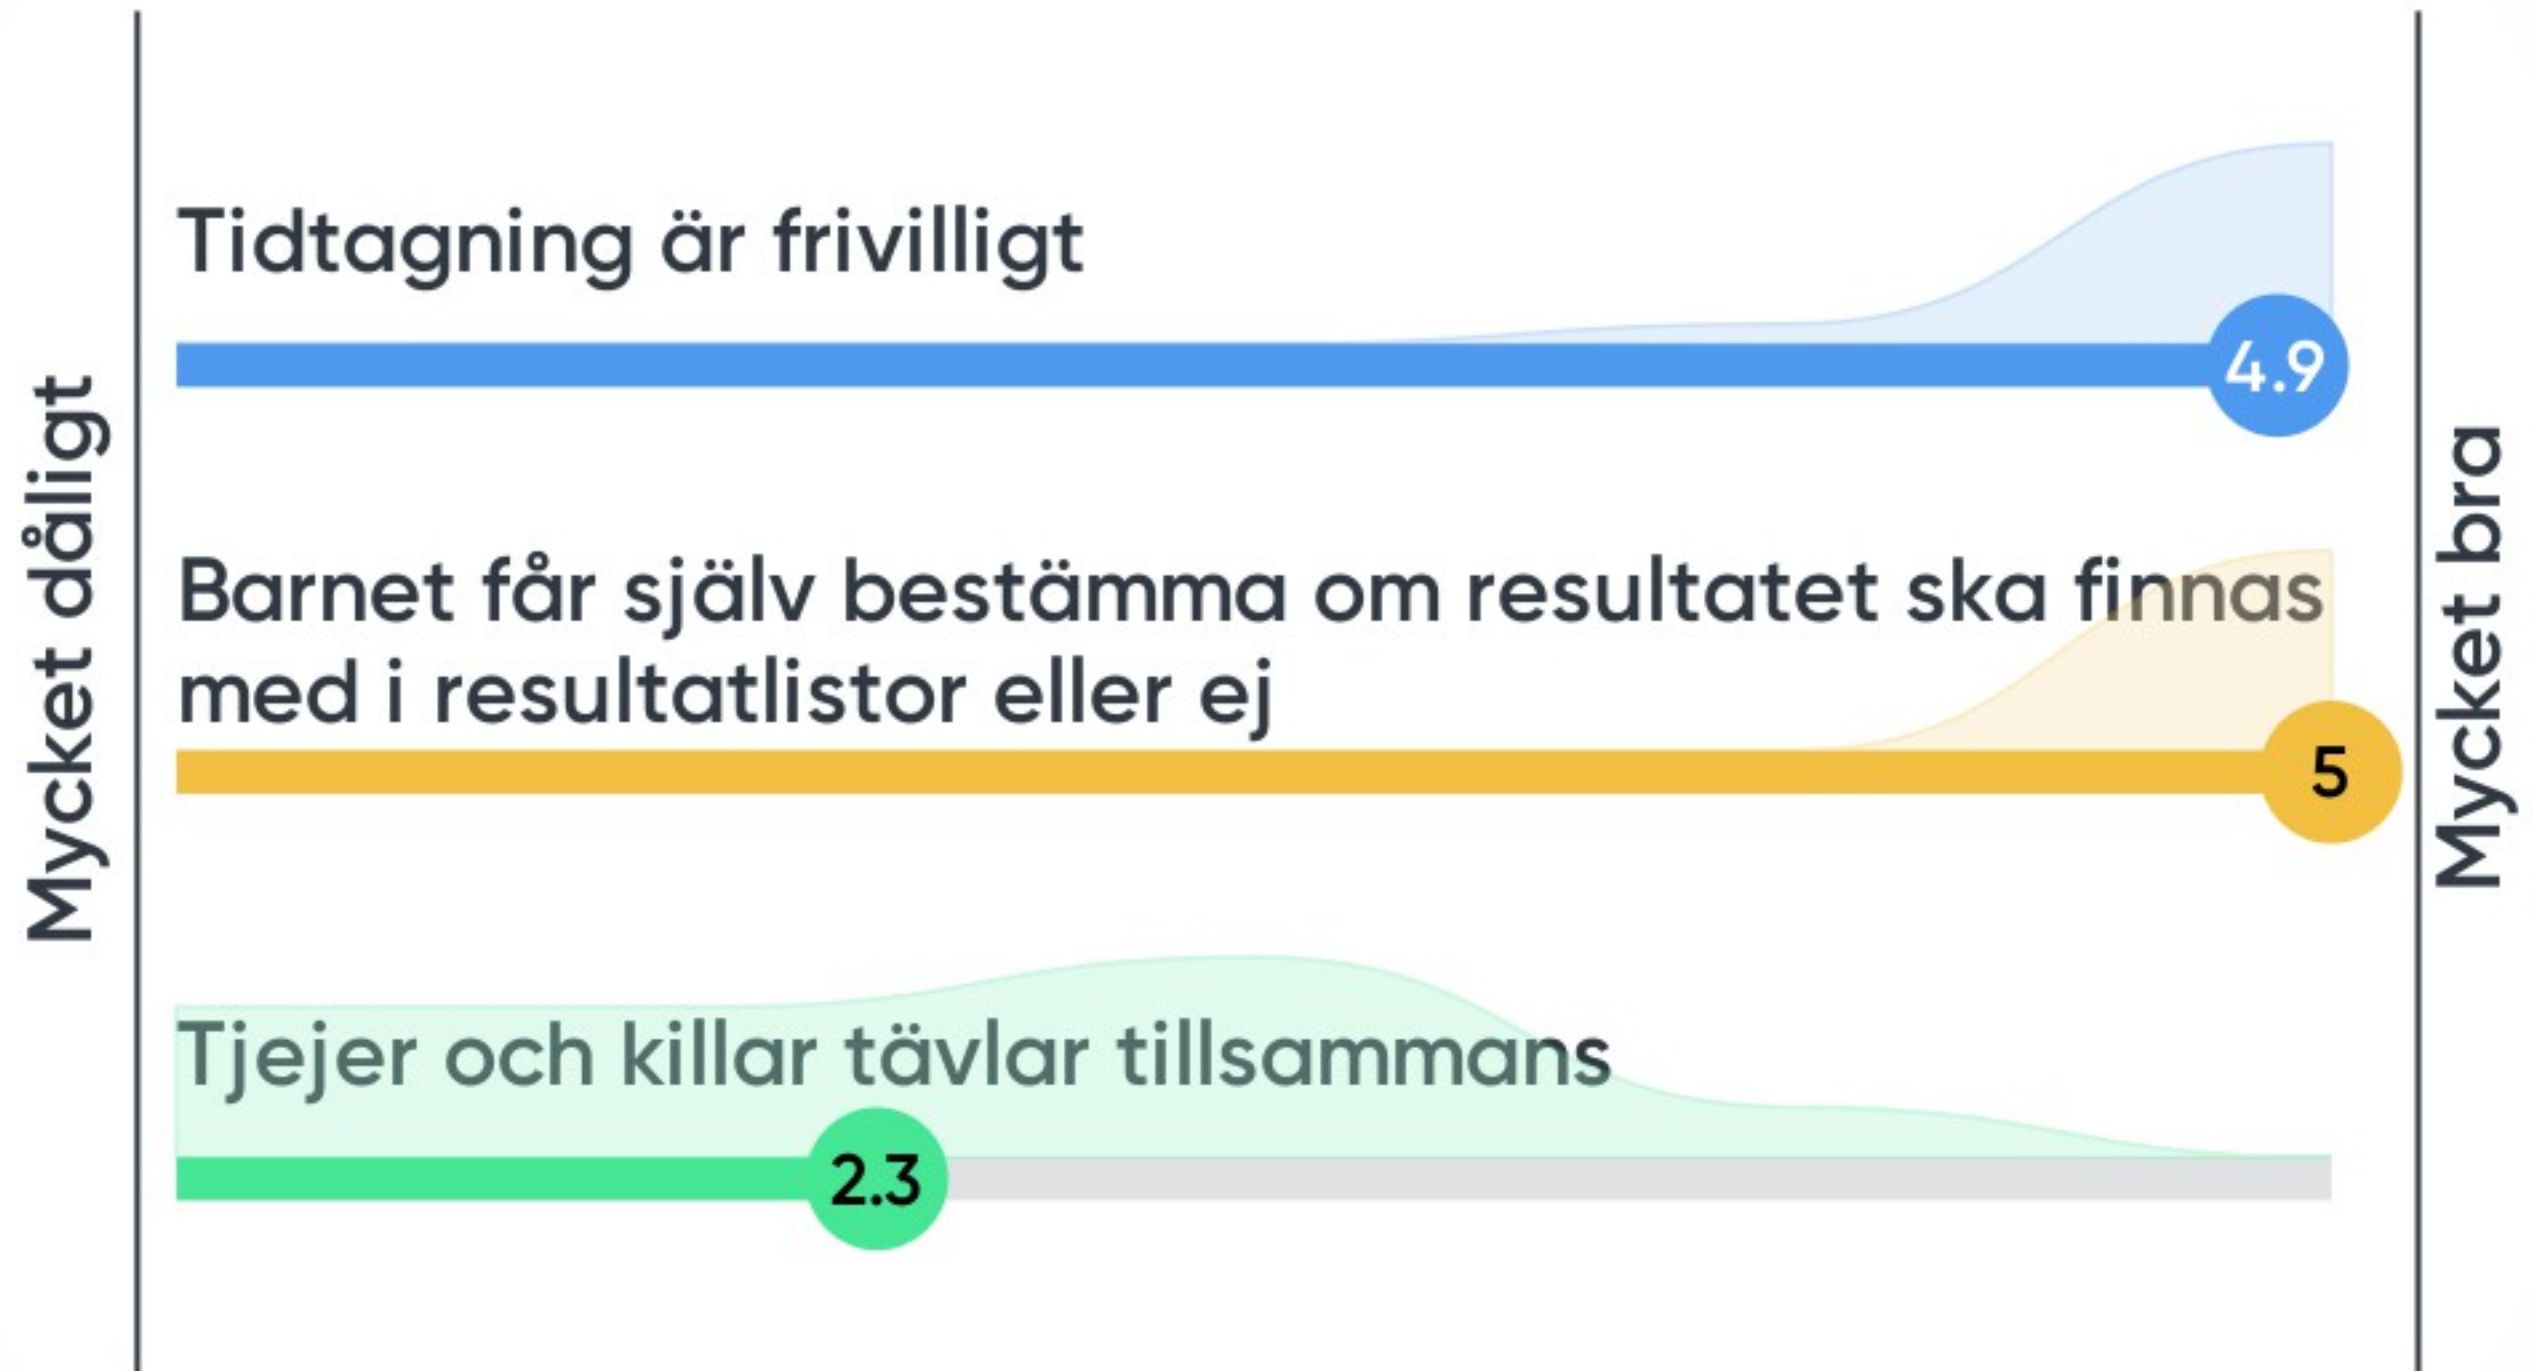 Mycket dåligt
Tidtagning är frivilligt
4.9
Barnet får själv bestämma om resultatet ska finnas
med i resultatlistor eller ej
5
Tjejer och killar tävlar tillsammans
2.3
Mycket bra